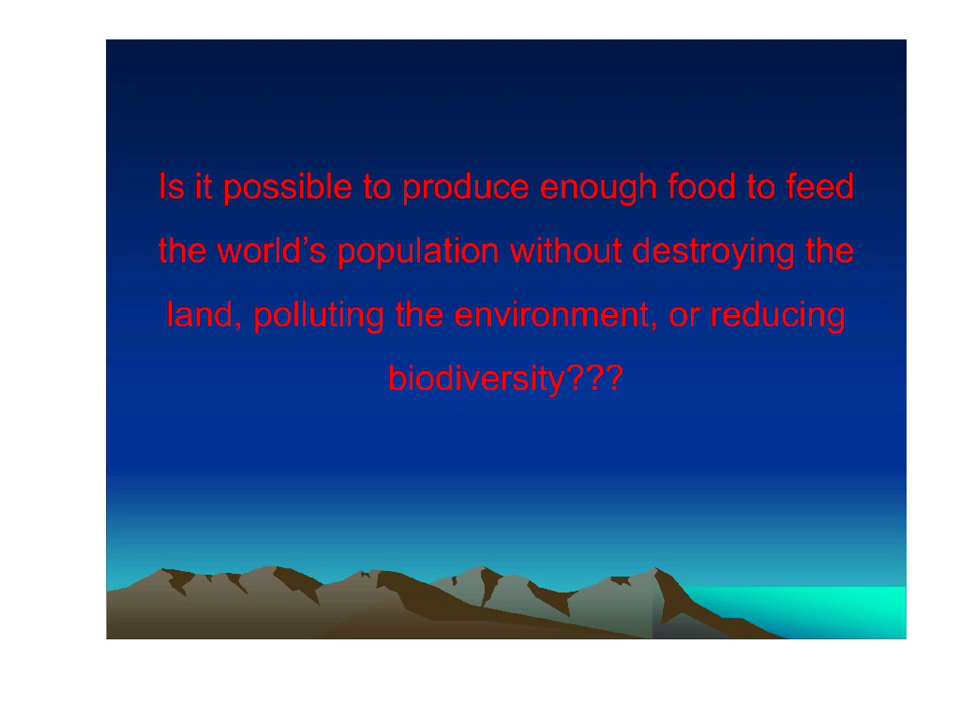 Is it possible to produce enough food to feed
the world’s population without destroying the
land, polluting the environment, or reducing
biodiversity???